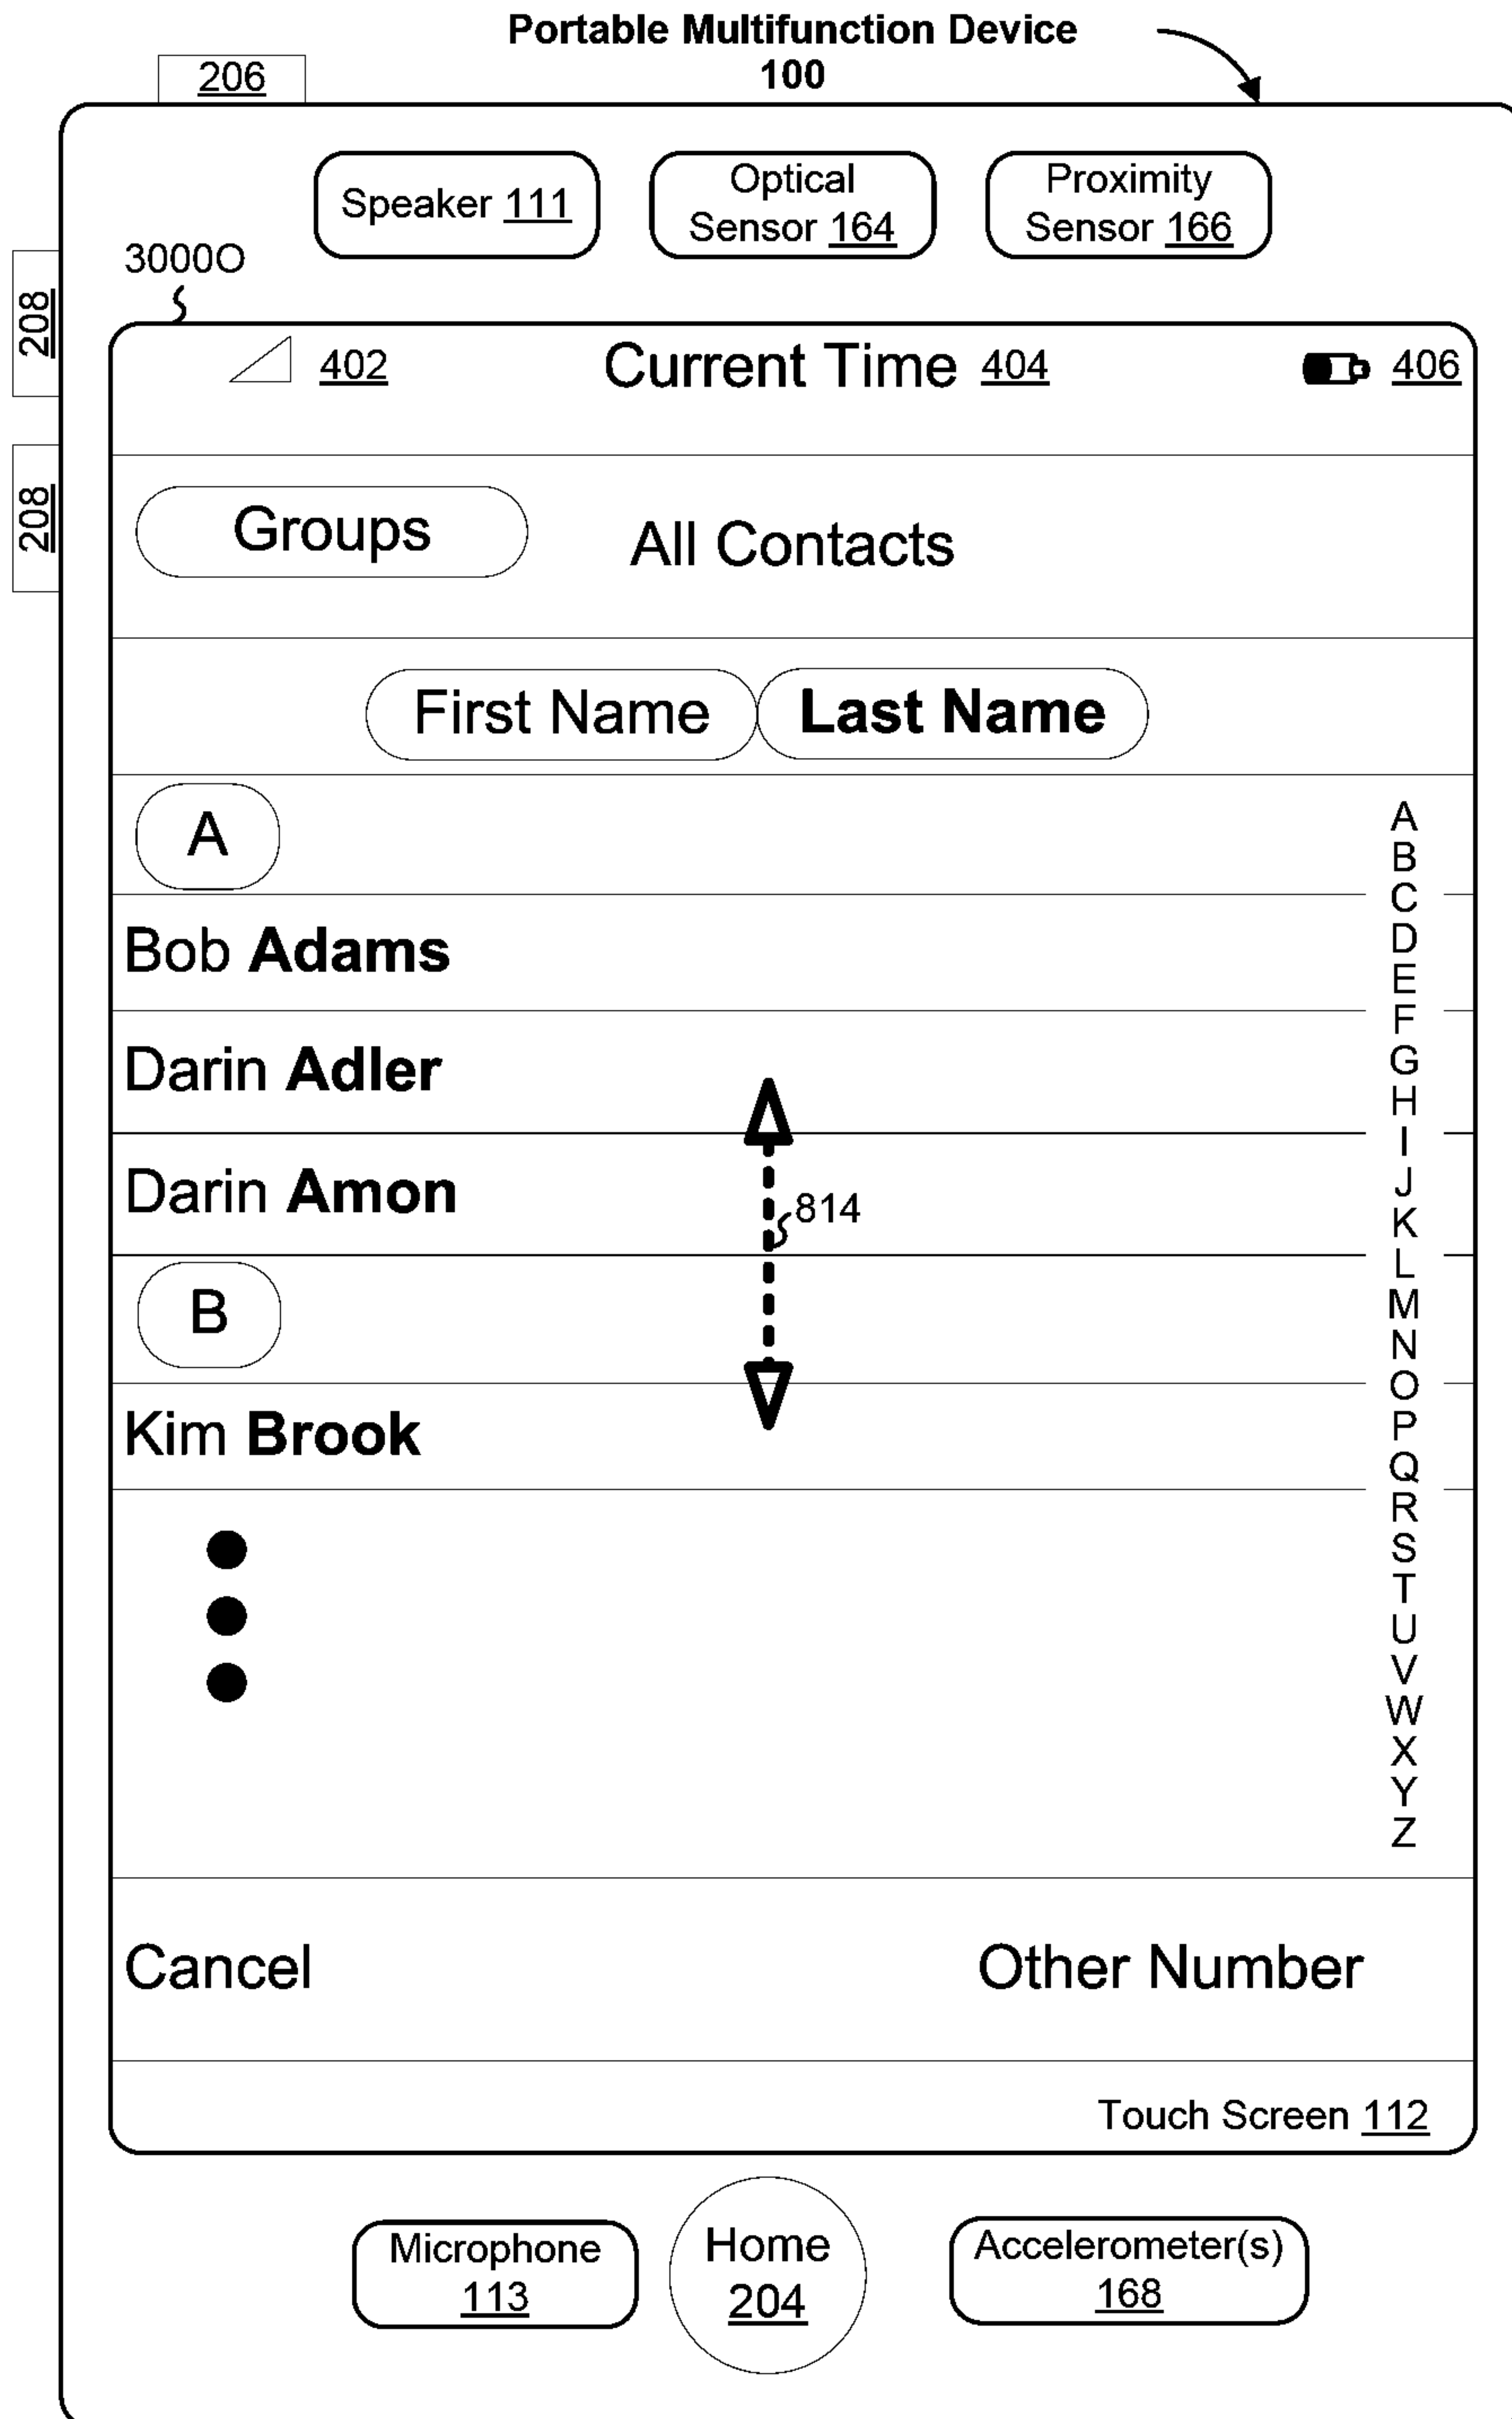 Portable Multifunction Device
100
206
Speaker 111
Optical
Sensor 164
Proximity
Sensor 166
3000O
208
208
402
Current Time 404
406
Groups
All Contacts
First Name
Last Name
A
Bob Adams
Darin Adler
Darin Amon
814
B
Kim Brook
A
B
C
D
E
F
G
H
I
J
K
L
M
N
O
P
Q
R
S
T
U
V
W
X
Y
Z
Cancel
Other Number
Touch Screen 112
Microphone
113
Home
204
Accelerometer(s)
168